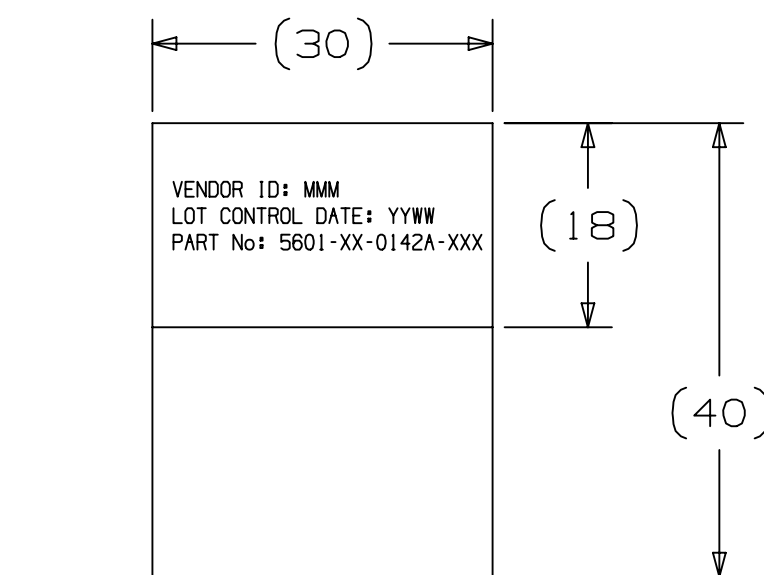 (30)
VENDOR ID: MMM
LOT CONTROL DATE: YYWW
PART No: 5601-XX-0142A-XXX
(18)
(40)